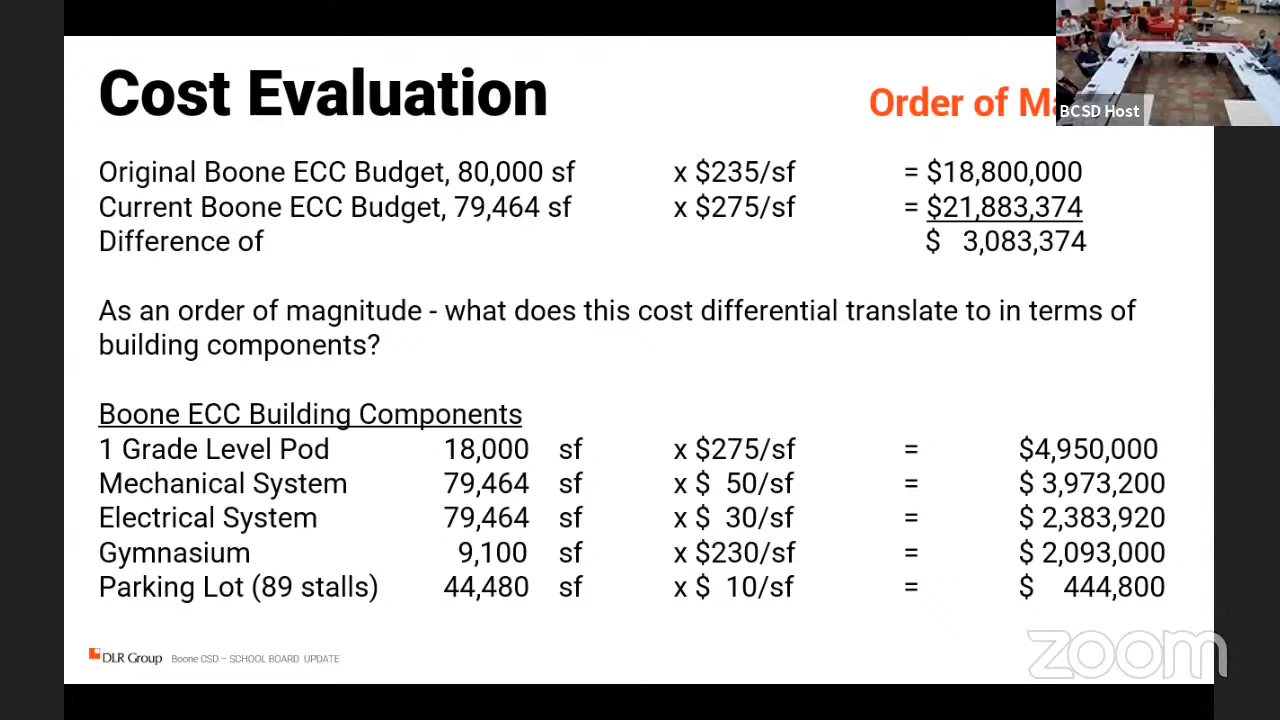 Cost Evaluation
Order of
BCSD Host
Original Boone ECC Budget, 80,000 sf x $235/sf = $18,800,000
Current Boone ECC Budget, 79,464 sf x $275/sf = $21,883,374
Difference of $ 3,083,374
As an order of magnitude - what does this cost differential translate to in terms of
building components?
Boone ECC Building Components
1 Grade Level Pod 18,000 sf x $275/sf = $4,950,000
Mechanical System 79,464 sf x $ 50/sf = $ 3,973,200
Electrical System 79,464 sf x $ 30/sf = $ 2,383,920
Gymnasium 9,100 sf x $230/sf = $ 2,093,000
Parking Lot (89 stalls) 44,480 sf x $ 10/sf = $ 444,800
DLR Group Boone CSD – SCHOOL BOARD UPDATE
zoom